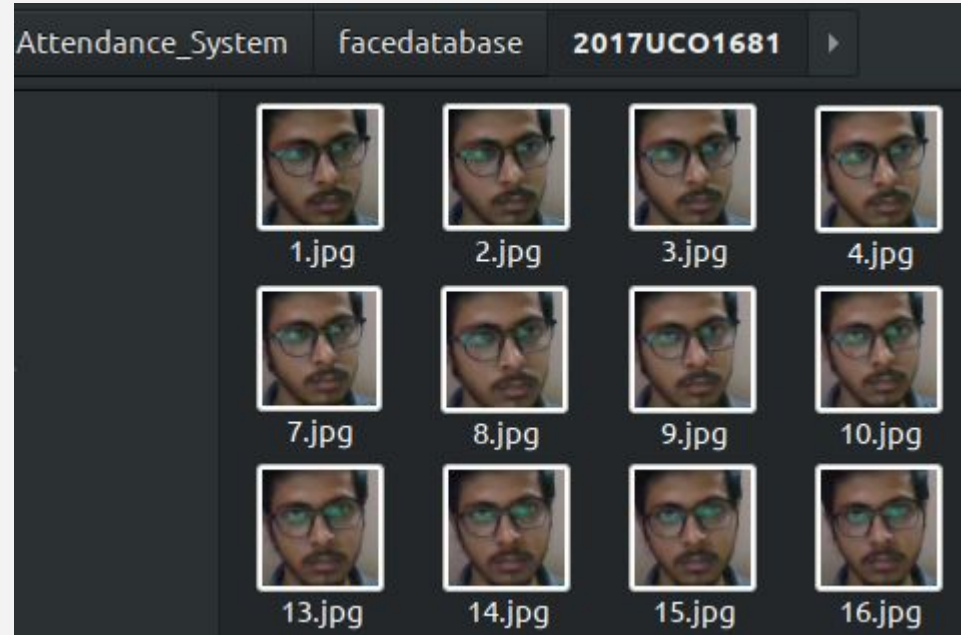 Attendance_System facedatabase 2017UCO1681
1.jpg 2.jpg 3.jpg 4.jpg
7.jpg 8.jpg 9.jpg 10.jpg
13.jpg 14.jpg 15.jpg 16.jpg